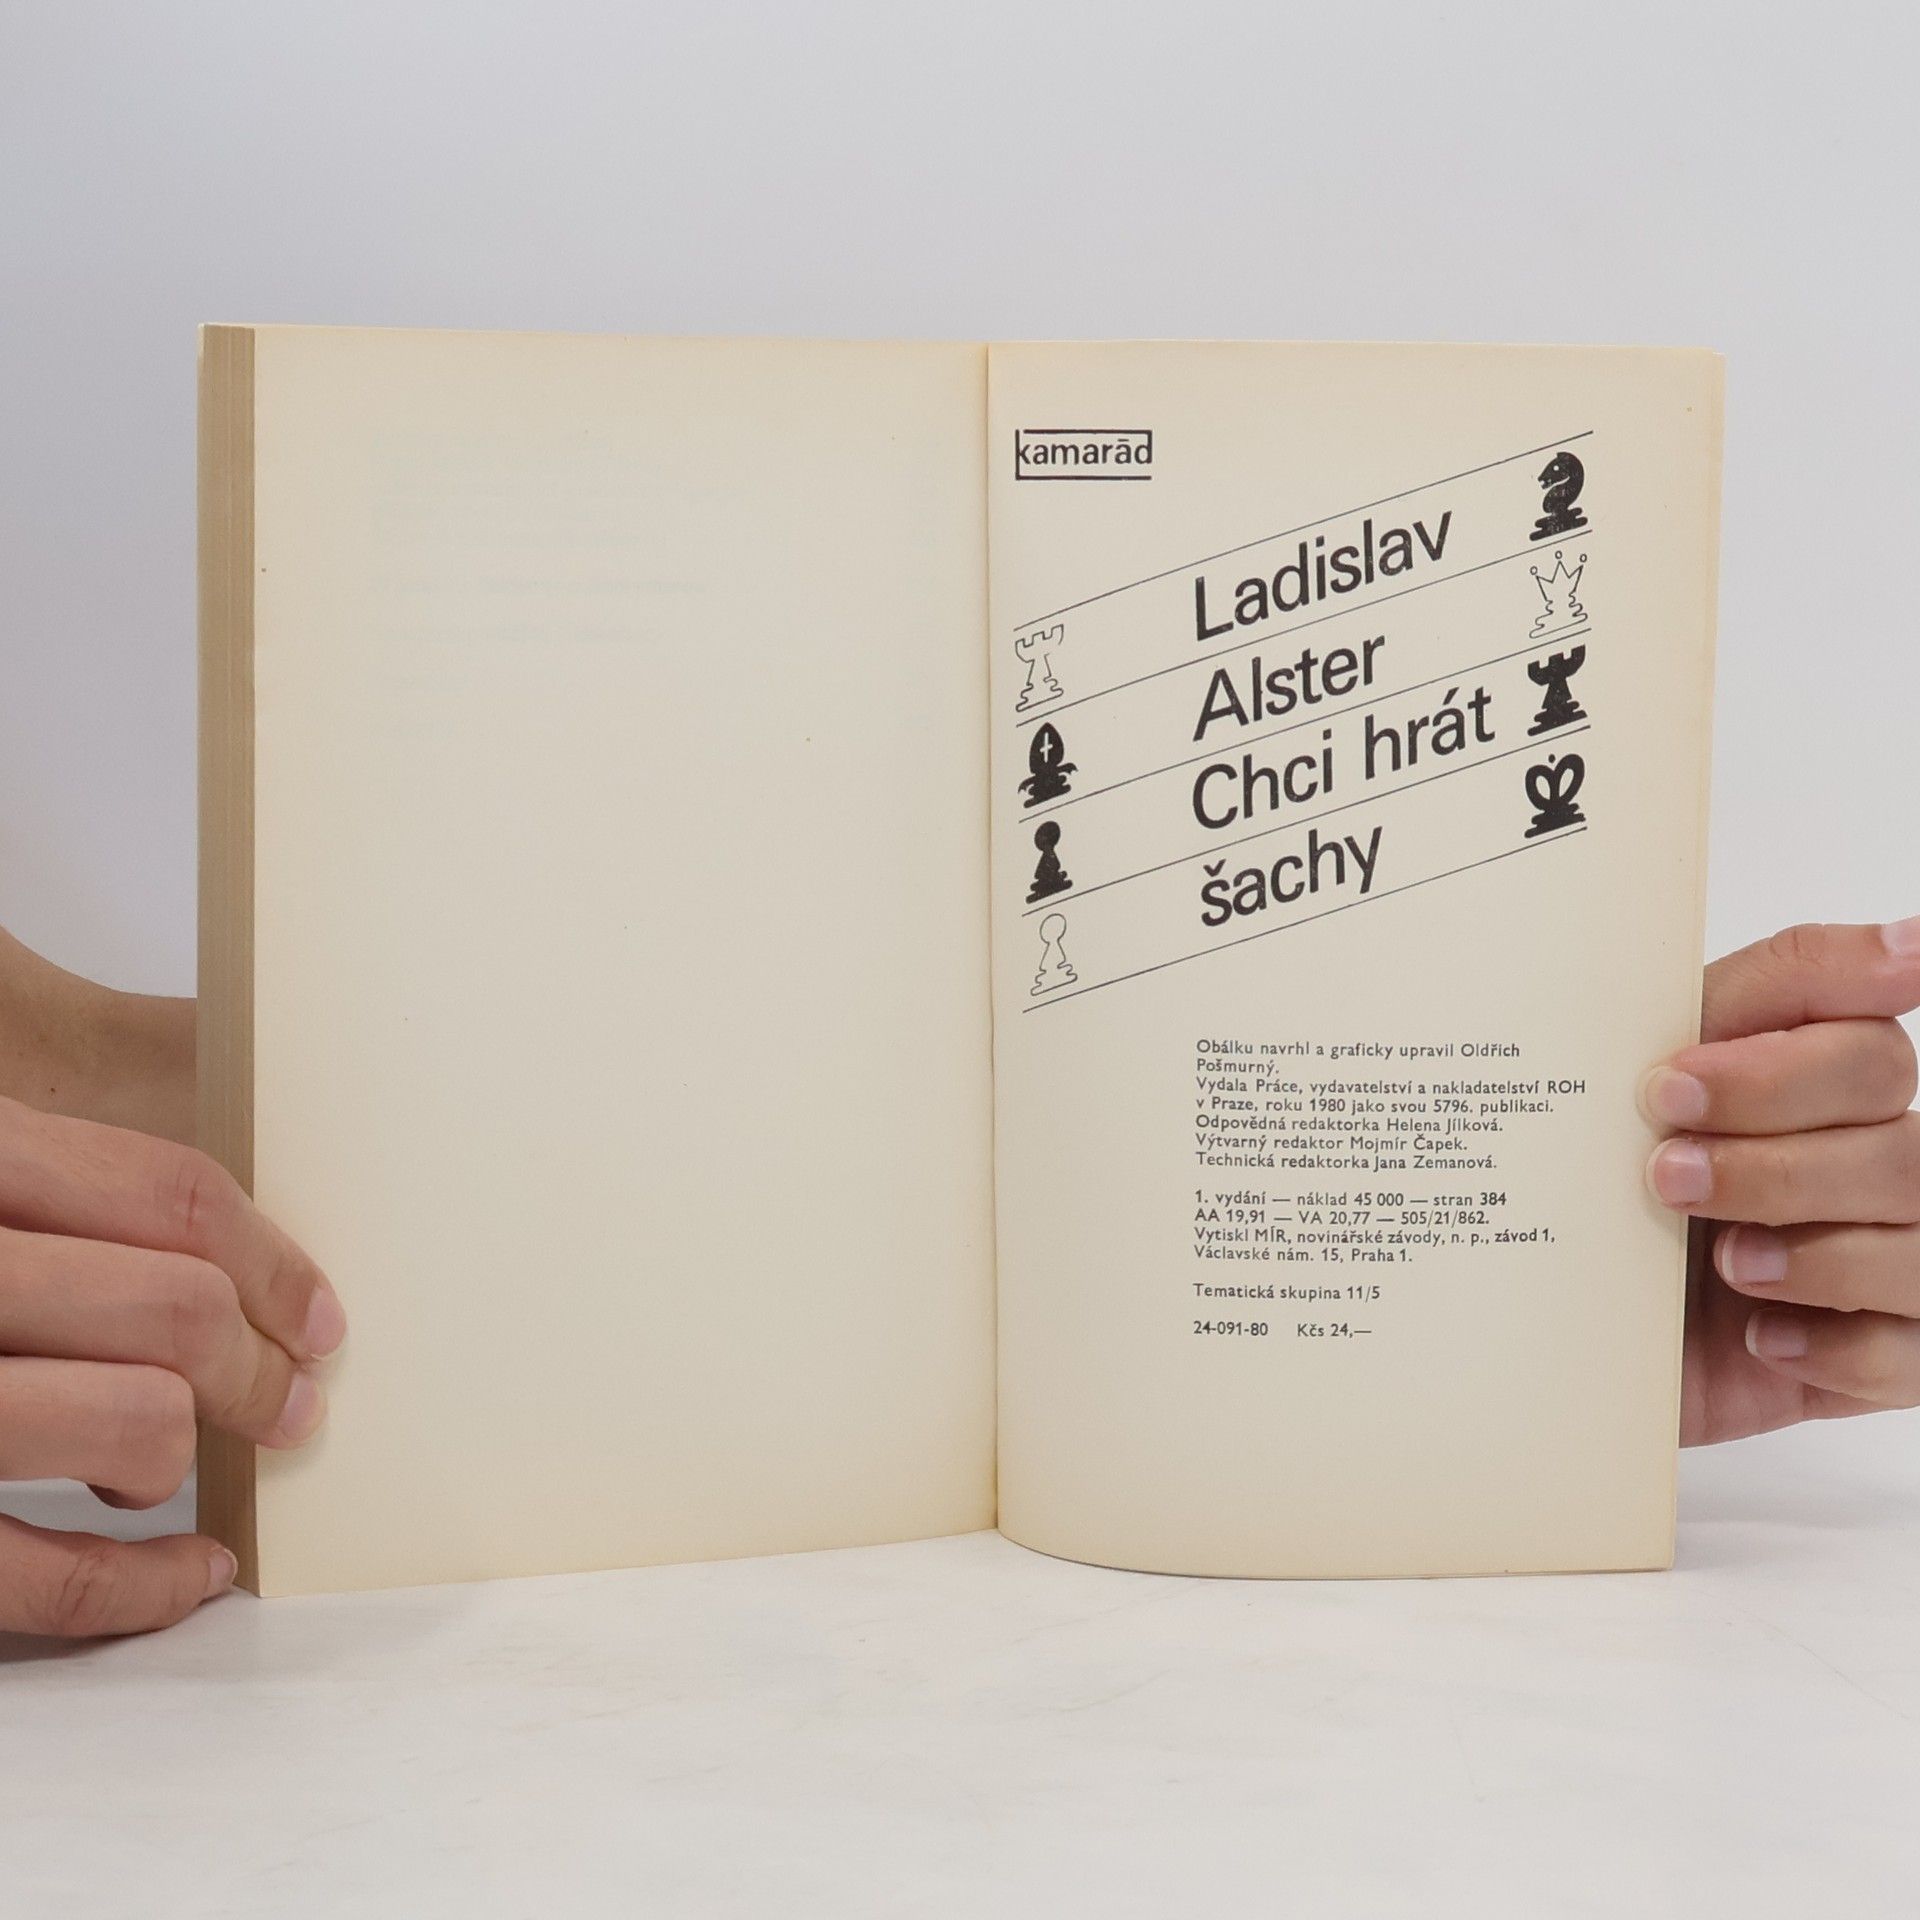 kamarād
Ladislav
Alster
Chci hrát
šachy
Obálku navrhl a graficky upravil Oldřich
Pošmurný.
Vydala Práce, vydavatelství a nakladatelství ROH
v Praze, roku 1980 jako svou 5796. publikaci.
Odpovědná redaktorka Helena Jílková.
Výtvarný redaktor Mojmír Čapek.
Technická redaktorka Jana Zemanová.
1. vydání — náklad 45 000 — stran 384
AA 19,91 — VA 20,77 — 505/21/862.
Vytiskl MÍR, novinářské závody, n. p., závod 1,
Václavské nám. 15, Praha 1.
Tematická skupina 11/5
24-091-80 Kčs 24,—